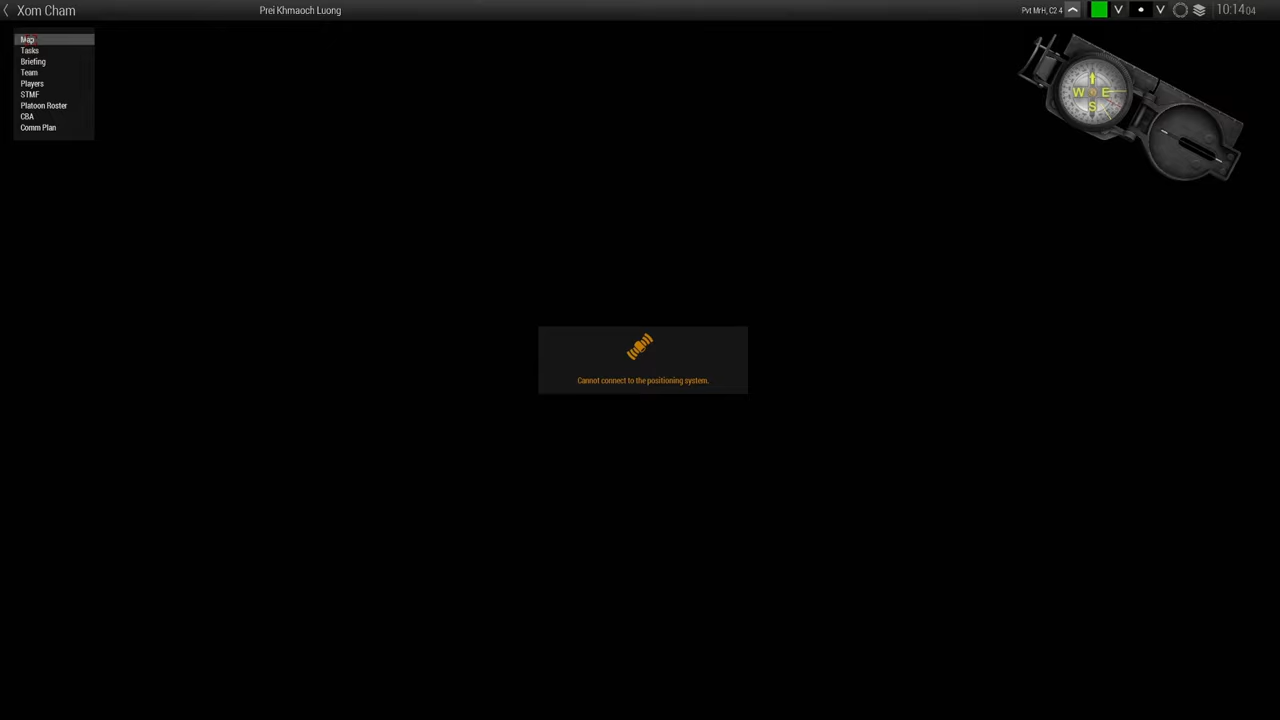 Xom Cham
Prei Khmaoch Luong
Pvt MrH, C2 4
10:14 04
Map
Tasks
Briefing
Team
Players
STMF
Platoon Roster
CBA
Comm Plan
W E
S
Cannot connect to the positioning system.